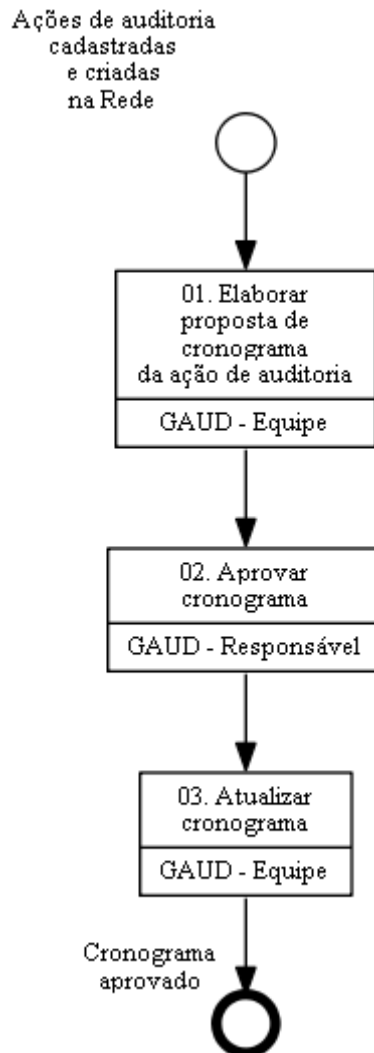 Ações de auditoria
cadastradas
e criadas
na Rede
01. Elaborar
proposta de
cronograma
da ação de auditoria
GAUD - Equipe
02. Aprovar
cronograma
GAUD - Responsável
03. Atualizar
cronograma
GAUD - Equipe
Cronograma
aprovado